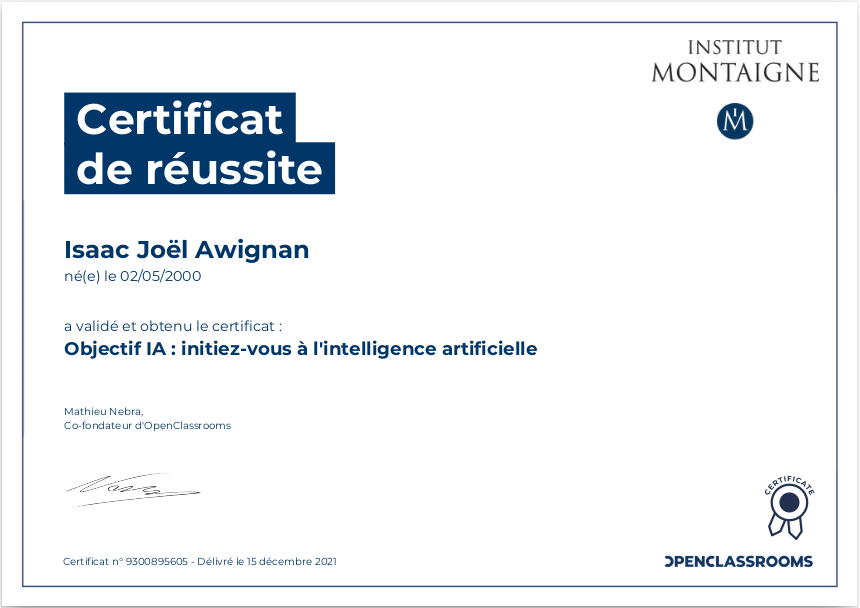 INSTITUT
MONTAIGNE
Certificat
de réussite
Isaac Joël Awignan
né(e) le 02/05/2000
a validé et obtenu le certificat :
Objectif IA : initiez-vous à l'intelligence artificielle
Mathieu Nebra,
Co-fondateur d'OpenClassrooms
CERTIFICATE
Certificat n° 9300895605 - Délivré le 15 décembre 2021
OPENCLASSROOMS